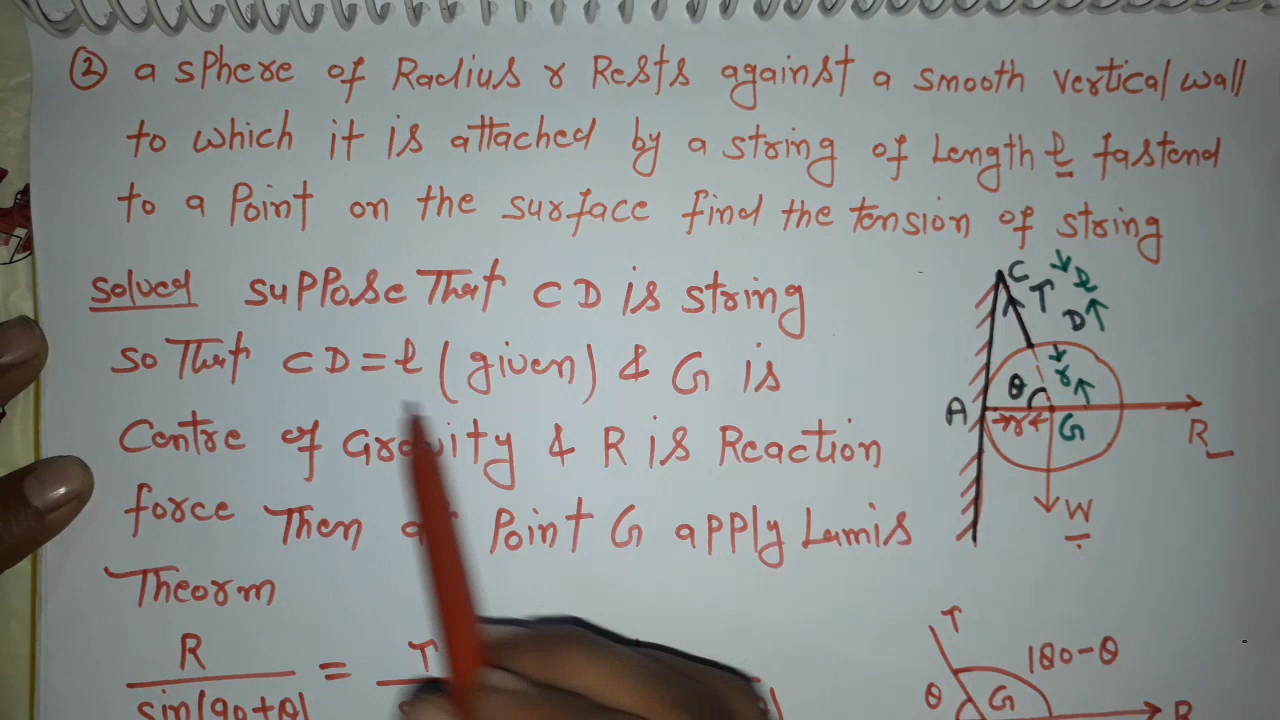 ② a sphere of Radius r Rests against a smooth vertical wall
to which it is attached by a string of Length l fastend
to a Point on the surface find the tension of string
Solved suppose That CD is string
so That CD = l (given) & G is
Centre of Gravity & R is Reaction
force Then at Point G apply Lamis
Theorm
R
sin(90+θ)
=
T
C
T
l
D
θ
r
A
r
G
R
W
T
180-θ
θ
G
R